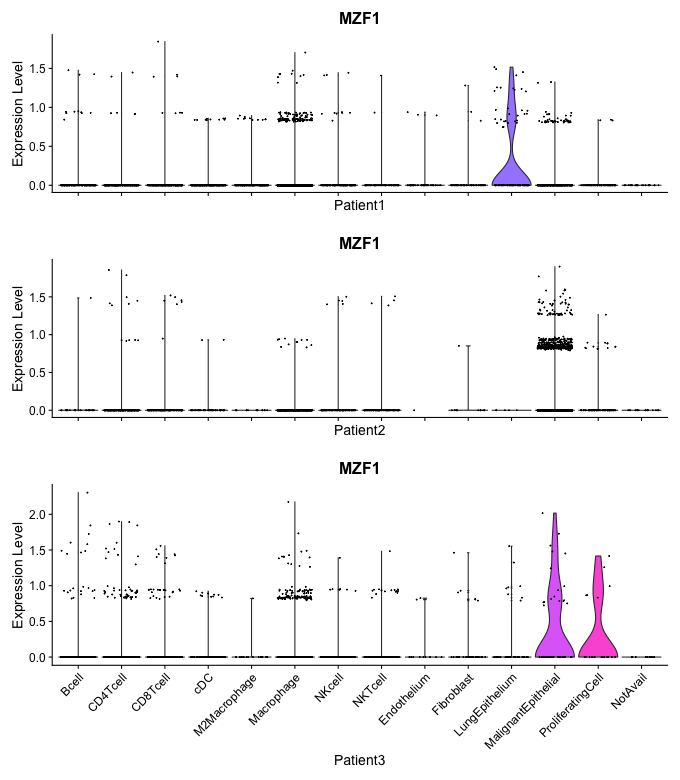 MZF1
Expression Level
1.5
1.0
0.5
0.0
Patient1
MZF1
Expression Level
1.5
1.0
0.5
0.0
Patient2
MZF1
Expression Level
2.0
1.5
1.0
0.5
0.0
Bcell
CD4Tcell
CD8Tcell
cDC
M2Macrophage
Macrophage
NKcell
NKTcell
Endothelium
Fibroblast
LungEpithelium
MalignantEpithelial
ProliferatingCell
NotAvail
Patient3